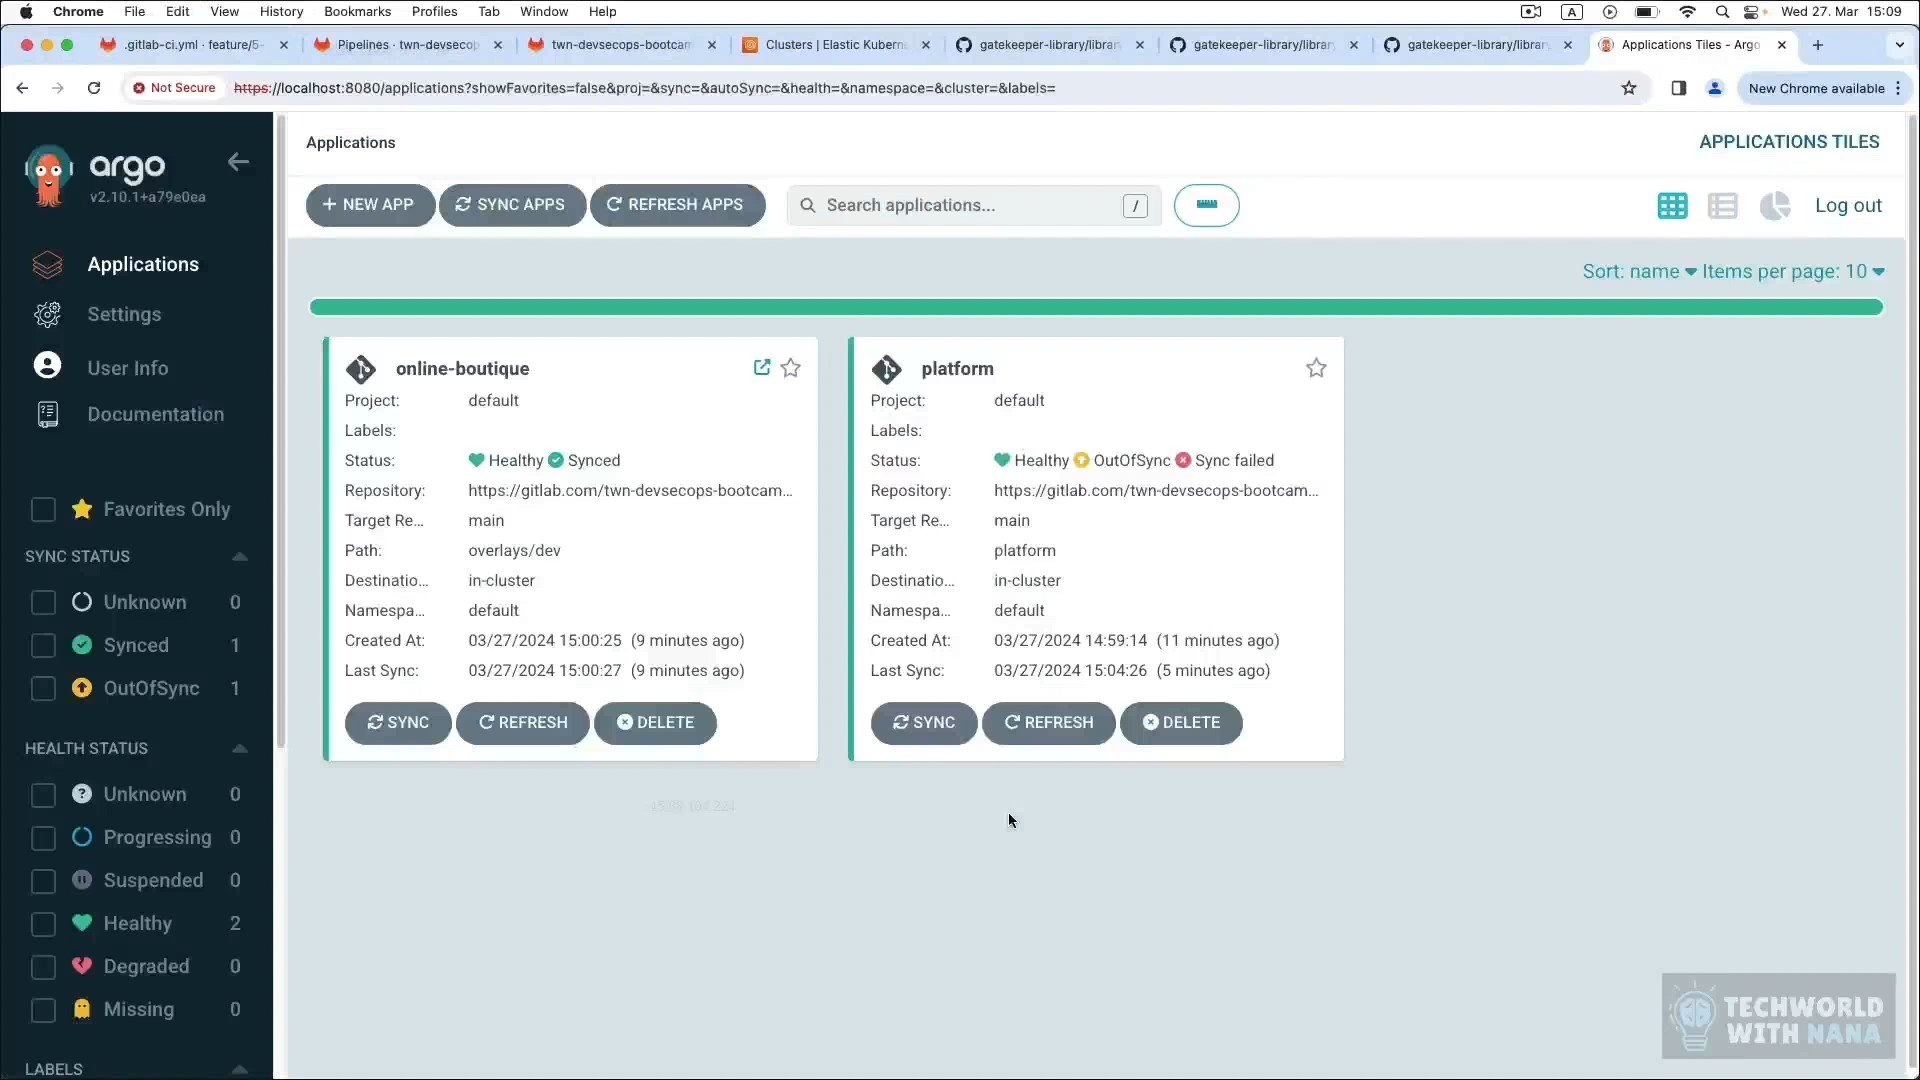 Chrome File Edit View History Bookmarks Profiles Tab Window Help A Wed 27. Mar 15:09
.gitlab-ci.yml · feature/5- Pipelines · twn-devsecop twn-devsecops-bootcam Clusters | Elastic Kuberne gatekeeper-library/librar gatekeeper-library/librar gatekeeper-library/librar Applications Tiles - Argo
Not Secure https://localhost:8080/applications?showFavorites=false&proj=&sync=&autoSync=&health=&namespace=&cluster=&labels= New Chrome available
argo
v2.10.1+a79e0ea
Applications
Settings
User Info
Documentation
Favorites Only
SYNC STATUS
Unknown 0
Synced 1
OutOfSync 1
HEALTH STATUS
Unknown 0
Progressing 0
Suspended 0
Healthy 2
Degraded 0
Missing 0
LABELS
Applications APPLICATIONS TILES
+ NEW APP SYNC APPS REFRESH APPS Search applications... / Log out
Sort: name Items per page: 10
online-boutique
Project: default
Labels:
Status: Healthy Synced
Repository: https://gitlab.com/twn-devsecops-bootcam...
Target Re... main
Path: overlays/dev
Destinatio... in-cluster
Namespa... default
Created At: 03/27/2024 15:00:25 (9 minutes ago)
Last Sync: 03/27/2024 15:00:27 (9 minutes ago)
SYNC REFRESH DELETE
platform
Project: default
Labels:
Status: Healthy OutOfSync Sync failed
Repository: https://gitlab.com/twn-devsecops-bootcam...
Target Re... main
Path: platform
Destinatio... in-cluster
Namespa... default
Created At: 03/27/2024 14:59:14 (11 minutes ago)
Last Sync: 03/27/2024 15:04:26 (5 minutes ago)
SYNC REFRESH DELETE
TECHWORLD
WITH NANA